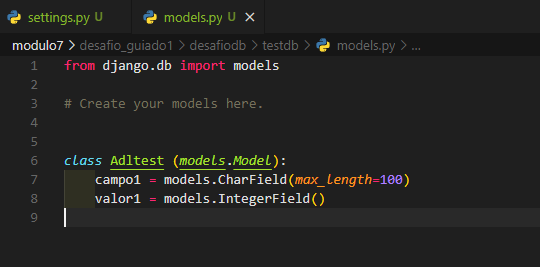 settings.py U models.py U ×
modulo7 > desafio_guiado1 > desafiodb > testdb > models.py > ...
1 from django.db import models
2
3 # Create your models here.
4
5
6 class Adltest (models.Model):
7     campo1 = models.CharField(max_length=100)
8     valor1 = models.IntegerField()
9